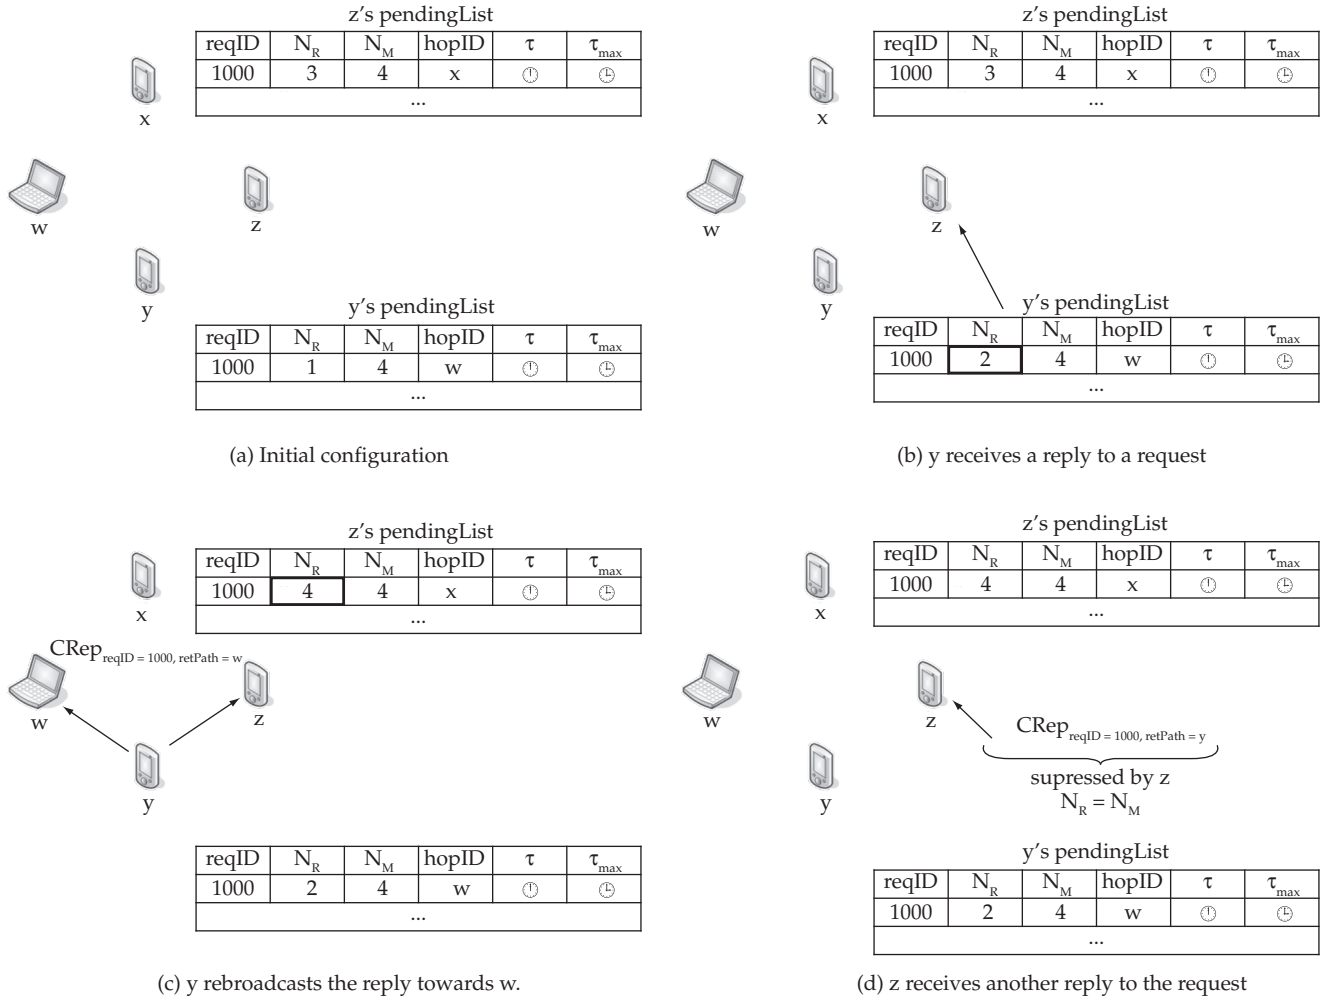 z's pendingList
reqID N_R N_M hopID τ τ_max
1000 3 4 x
...
x
w
z
y
y's pendingList
reqID N_R N_M hopID τ τ_max
1000 1 4 w
...
(a) Initial configuration
z's pendingList
reqID N_R N_M hopID τ τ_max
1000 3 4 x
...
x
w
z
y
y's pendingList
reqID N_R N_M hopID τ τ_max
1000 2 4 w
...
(b) y receives a reply to a request
z's pendingList
reqID N_R N_M hopID τ τ_max
1000 4 4 x
...
x
CRep reqID = 1000, retPath = w
w
z
y
reqID N_R N_M hopID τ τ_max
1000 2 4 w
...
(c) y rebroadcasts the reply towards w.
z's pendingList
reqID N_R N_M hopID τ τ_max
1000 4 4 x
...
x
w
z
CRep reqID = 1000, retPath = y
supressed by z
N_R = N_M
y
y's pendingList
reqID N_R N_M hopID τ τ_max
1000 2 4 w
...
(d) z receives another reply to the request